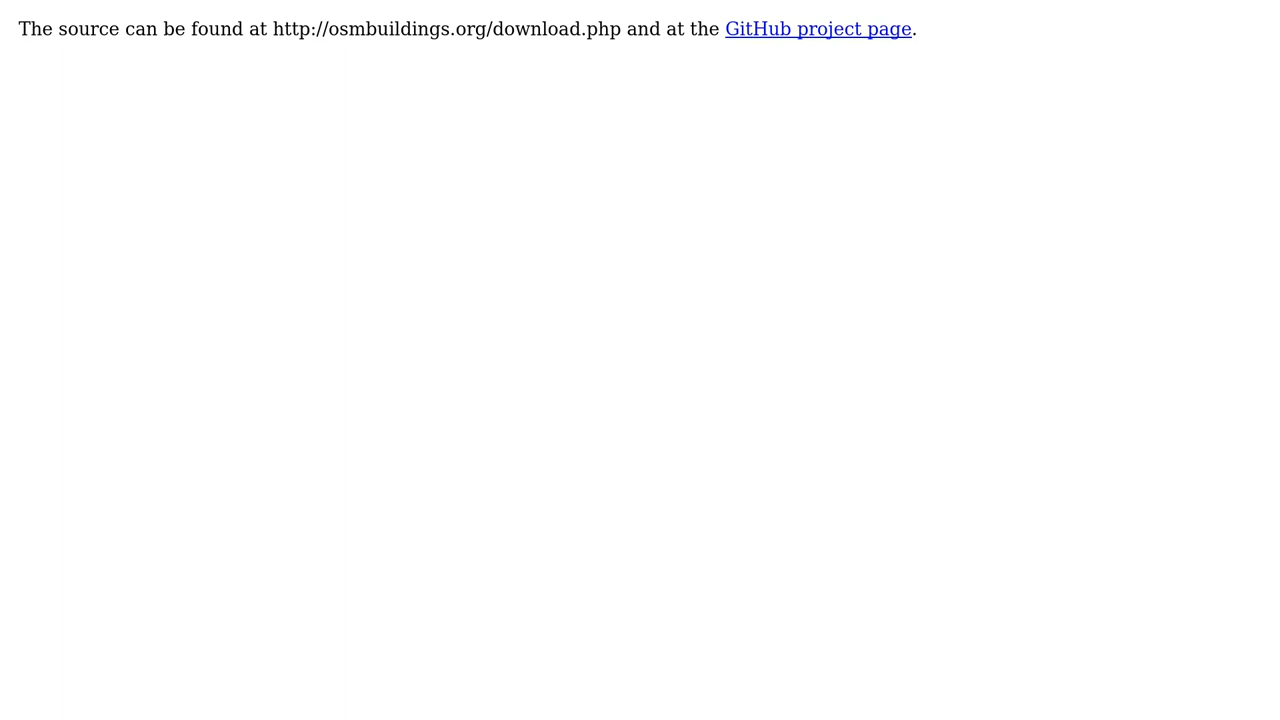 The source can be found at http://osmbuildings.org/download.php and at the GitHub project page.